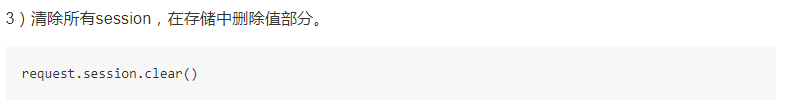 3）清除所有session，在存储中删除值部分。
request.session.clear()